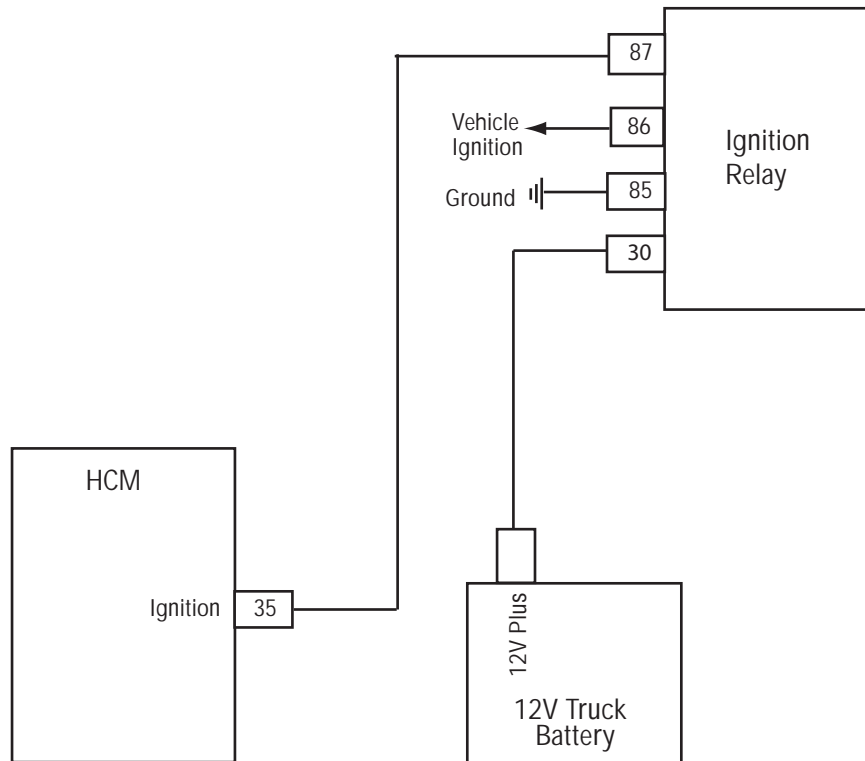 87
Vehicle
Ignition
86
Ignition
Relay
Ground
85
30
HCM
Ignition
35
12V Plus
12V Truck
Battery